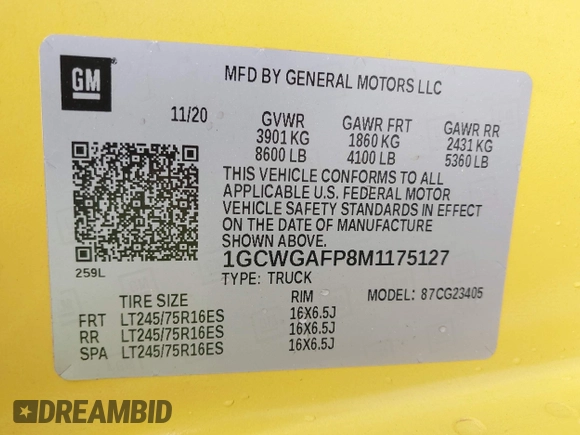 GM
MFD BY GENERAL MOTORS LLC
11/20 GVWR GAWR FRT GAWR RR
3901 KG 1860 KG 2431 KG
8600 LB 4100 LB 5360 LB
THIS VEHICLE CONFORMS TO ALL
APPLICABLE U.S. FEDERAL MOTOR
VEHICLE SAFETY STANDARDS IN EFFECT
ON THE DATE OF MANUFACTURE
SHOWN ABOVE.
259L 1GCWGAFP8M1175127
TYPE: TRUCK
TIRE SIZE RIM MODEL: 87CG23405
FRT LT245/75R16ES 16X6.5J
RR LT245/75R16ES 16X6.5J
SPA LT245/75R16ES 16X6.5J
DREAMBID